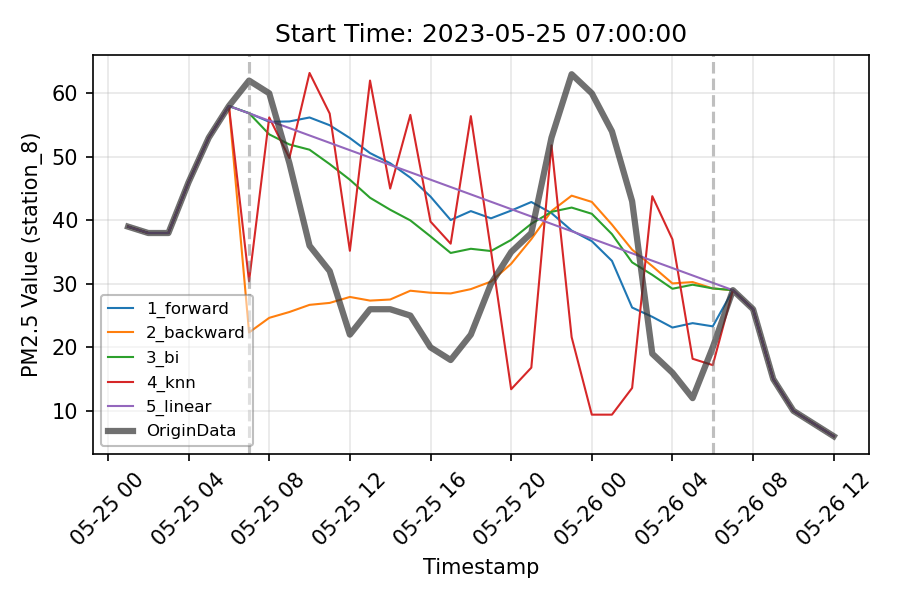 Start Time: 2023-05-25 07:00:00
PM2.5 Value (station_8)
60
50
40
30
20
10
1_forward
2_backward
3_bi
4_knn
5_linear
OriginData
05-25 00
05-25 04
05-25 08
05-25 12
05-25 16
05-25 20
05-26 00
05-26 04
05-26 08
05-26 12
Timestamp